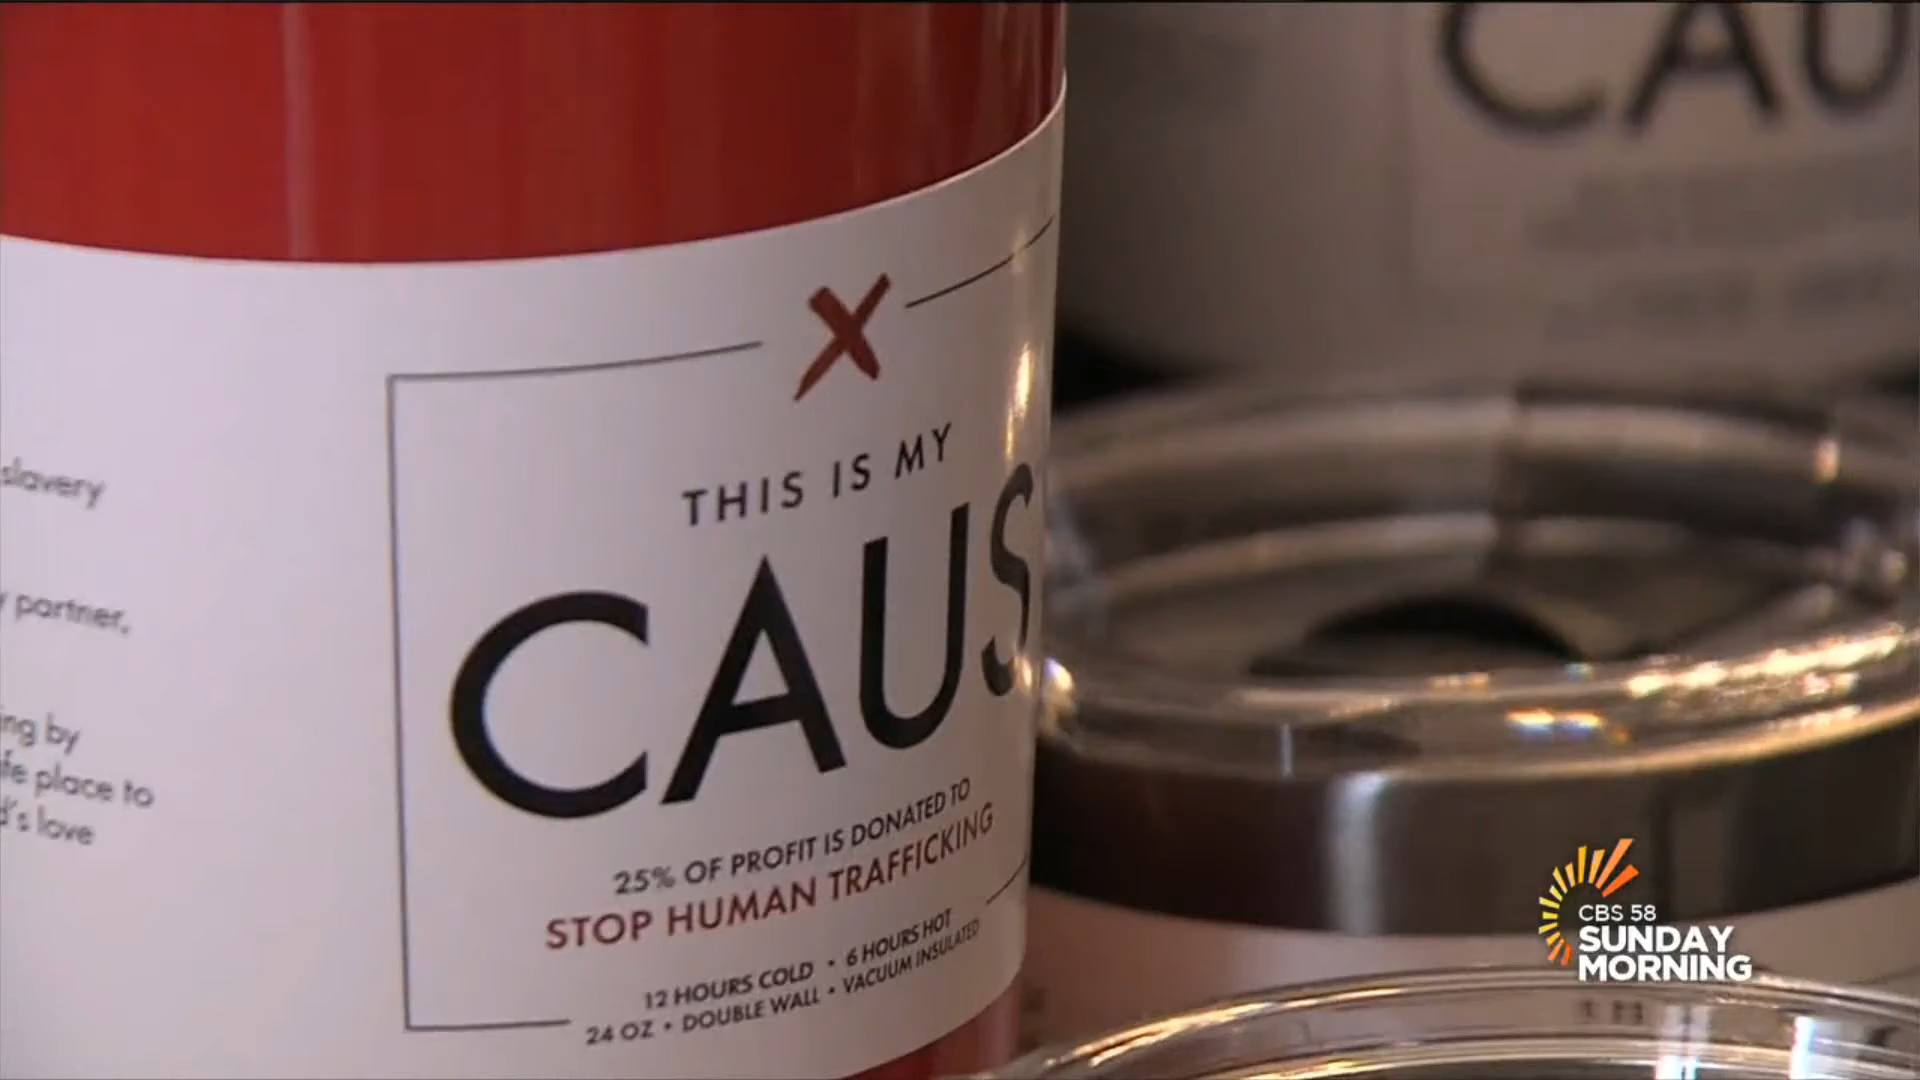 slavery
partner,
ing by
fe place to
d's love
X
THIS IS MY
CAUS
25% OF PROFIT IS DONATED TO
STOP HUMAN TRAFFICKING
12 HOURS COLD • 6 HOURS HOT
24 OZ • DOUBLE WALL • VACUUM INSULATED
CAU
CBS 58
SUNDAY
MORNING